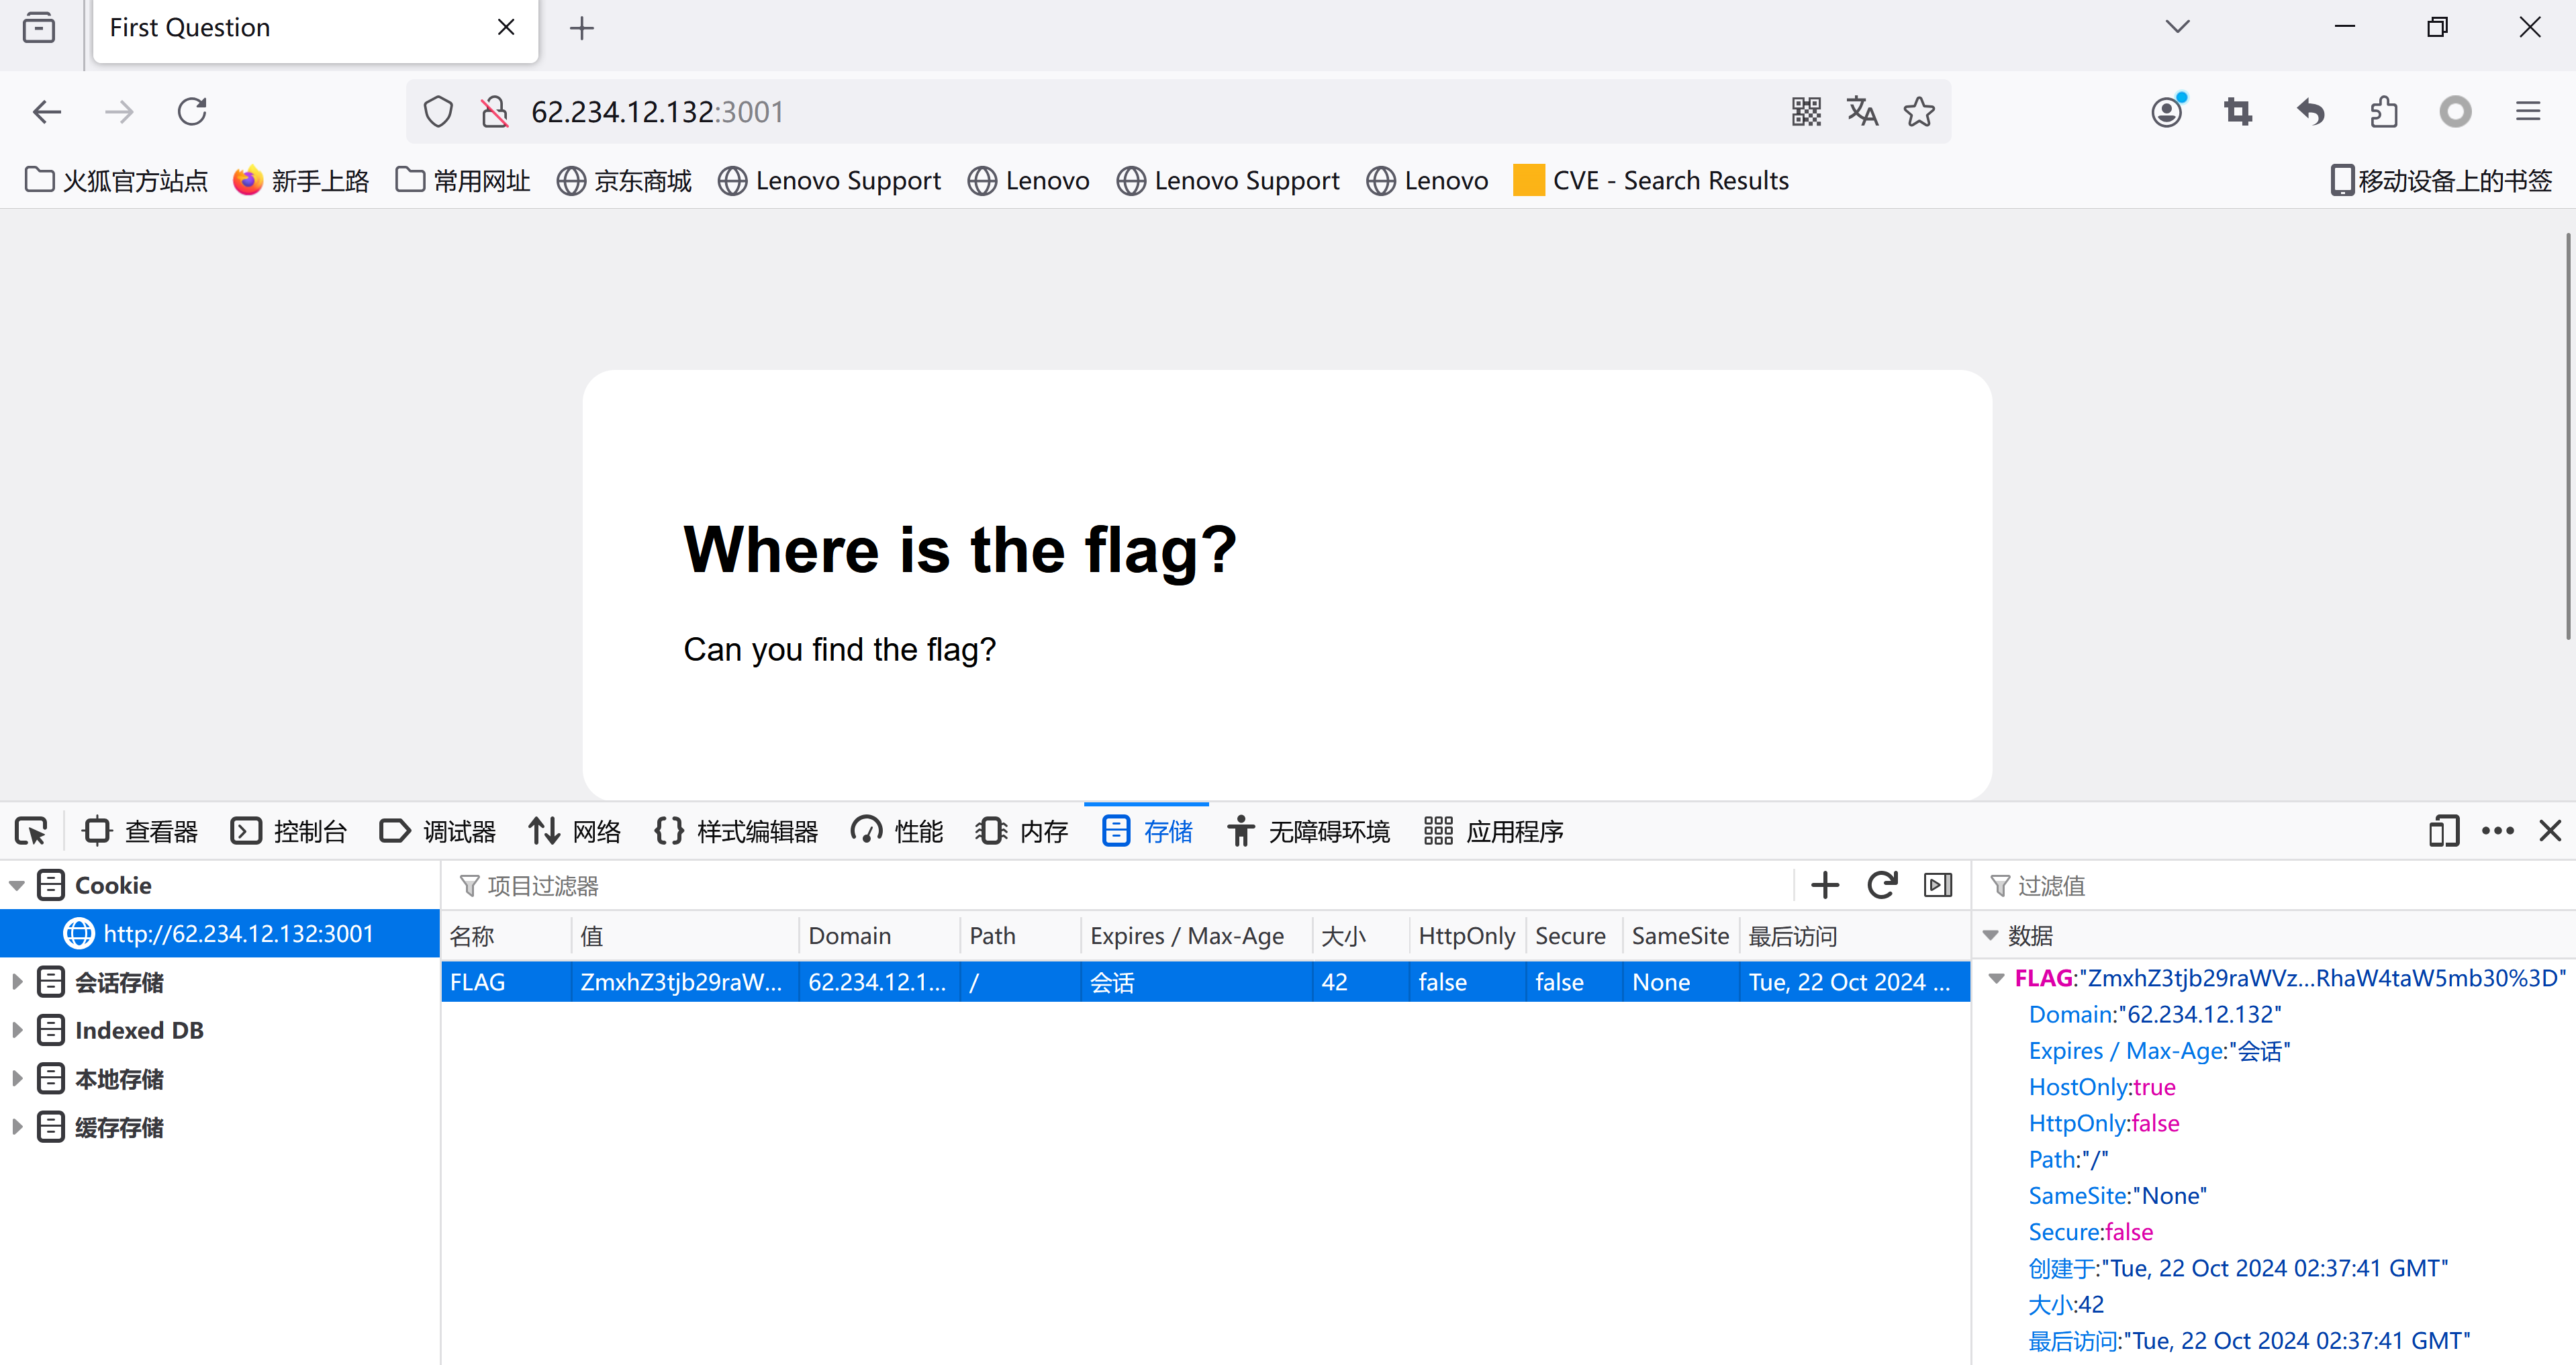 First Question
62.234.12.132:3001
火狐官方站点 新手上路 常用网址 京东商城 Lenovo Support Lenovo Lenovo Support Lenovo CVE - Search Results 移动设备上的书签
Where is the flag?
Can you find the flag?
查看器 控制台 调试器 网络 样式编辑器 性能 内存 存储 无障碍环境 应用程序
Cookie
http://62.234.12.132:3001
会话存储
Indexed DB
本地存储
缓存存储
项目过滤器
名称 值 Domain Path Expires / Max-Age 大小 HttpOnly Secure SameSite 最后访问
FLAG ZmxhZ3tjb29raW... 62.234.12.1... / 会话 42 false false None Tue, 22 Oct 2024 ...
过滤值
数据
FLAG:"ZmxhZ3tjb29raWVz...RhaW4taW5mb30%3D"
Domain:"62.234.12.132"
Expires / Max-Age:"会话"
HostOnly:true
HttpOnly:false
Path:"/"
SameSite:"None"
Secure:false
创建于:"Tue, 22 Oct 2024 02:37:41 GMT"
大小:42
最后访问:"Tue, 22 Oct 2024 02:37:41 GMT"